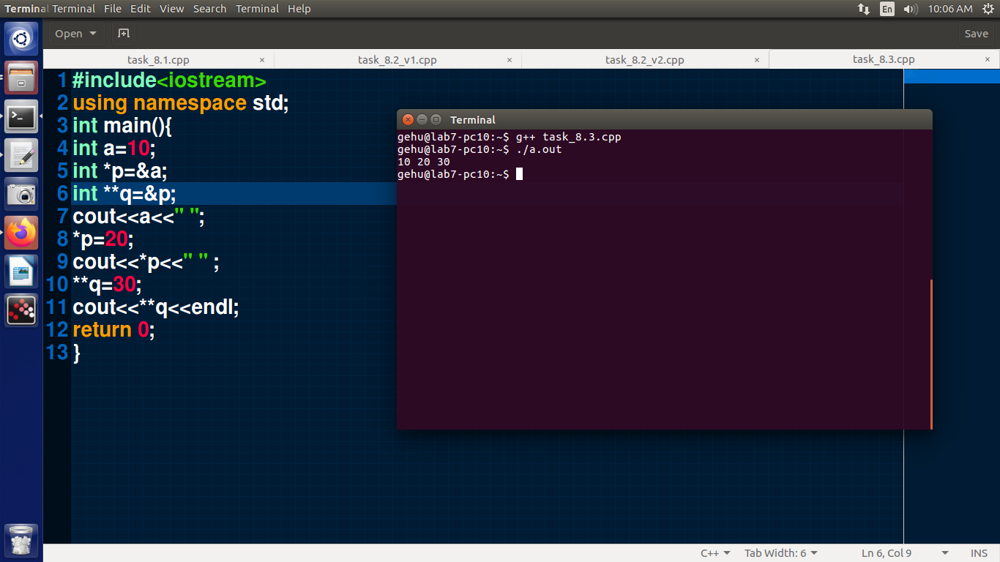 Terminal Terminal File Edit View Search Terminal Help En 10:06 AM
Open Save
task_8.1.cpp × task_8.2_v1.cpp × task_8.2_v2.cpp × task_8.3.cpp ×
1 #include<iostream>
2 using namespace std;
3 int main(){
4 int a=10;
5 int *p=&a;
6 int **q=&p;
7 cout<<a<<" ";
8 *p=20;
9 cout<<*p<<" " ;
10 **q=30;
11 cout<<**q<<endl;
12 return 0;
13 }
Terminal
gehu@lab7-pc10:~$ g++ task_8.3.cpp
gehu@lab7-pc10:~$ ./a.out
10 20 30
gehu@lab7-pc10:~$
C++ Tab Width: 6 Ln 6, Col 9 INS